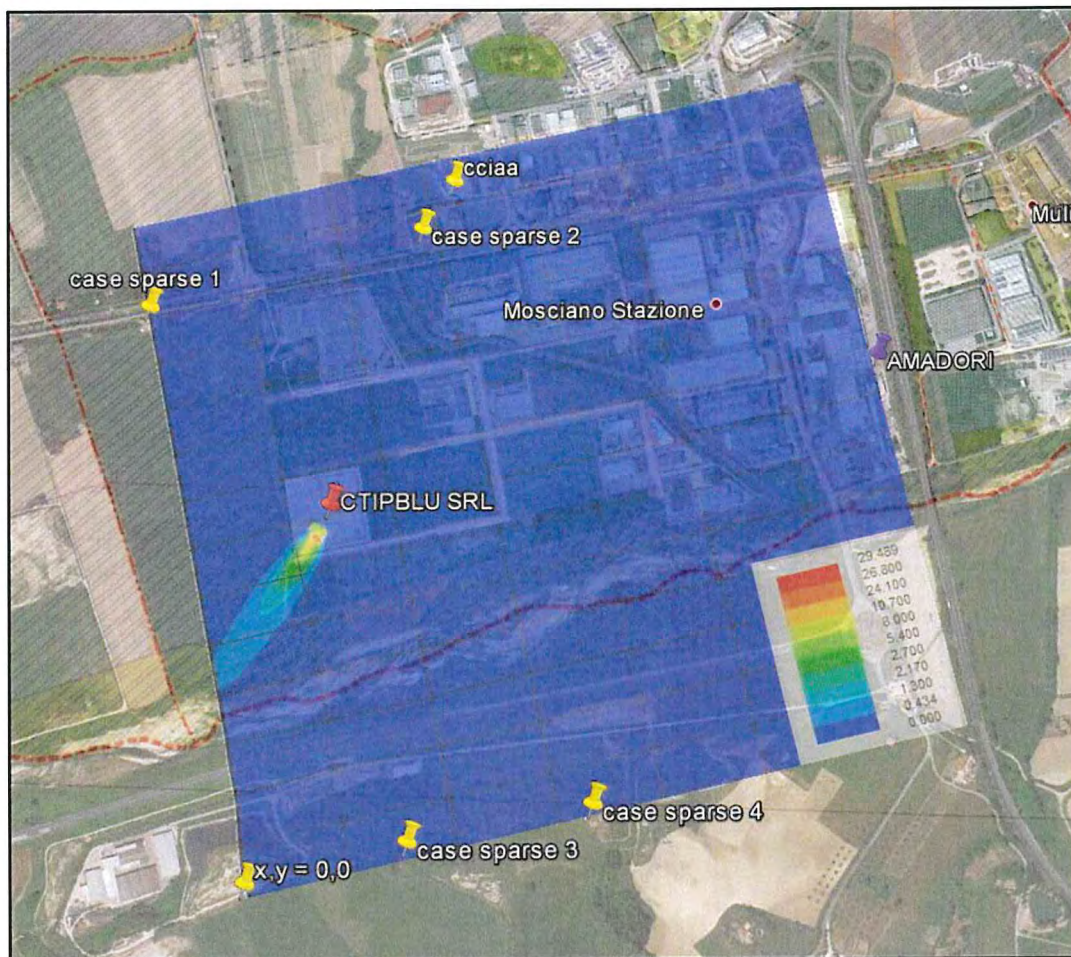 cciaa
case sparse 2
case sparse 1
Mosciano Stazione
AMADORI
CTIPBLU SRL
29.489
26.800
24.100
10.700
8.000
5.400
2.700
2.170
1.300
0.434
0.000
case sparse 4
case sparse 3
x,y = 0,0